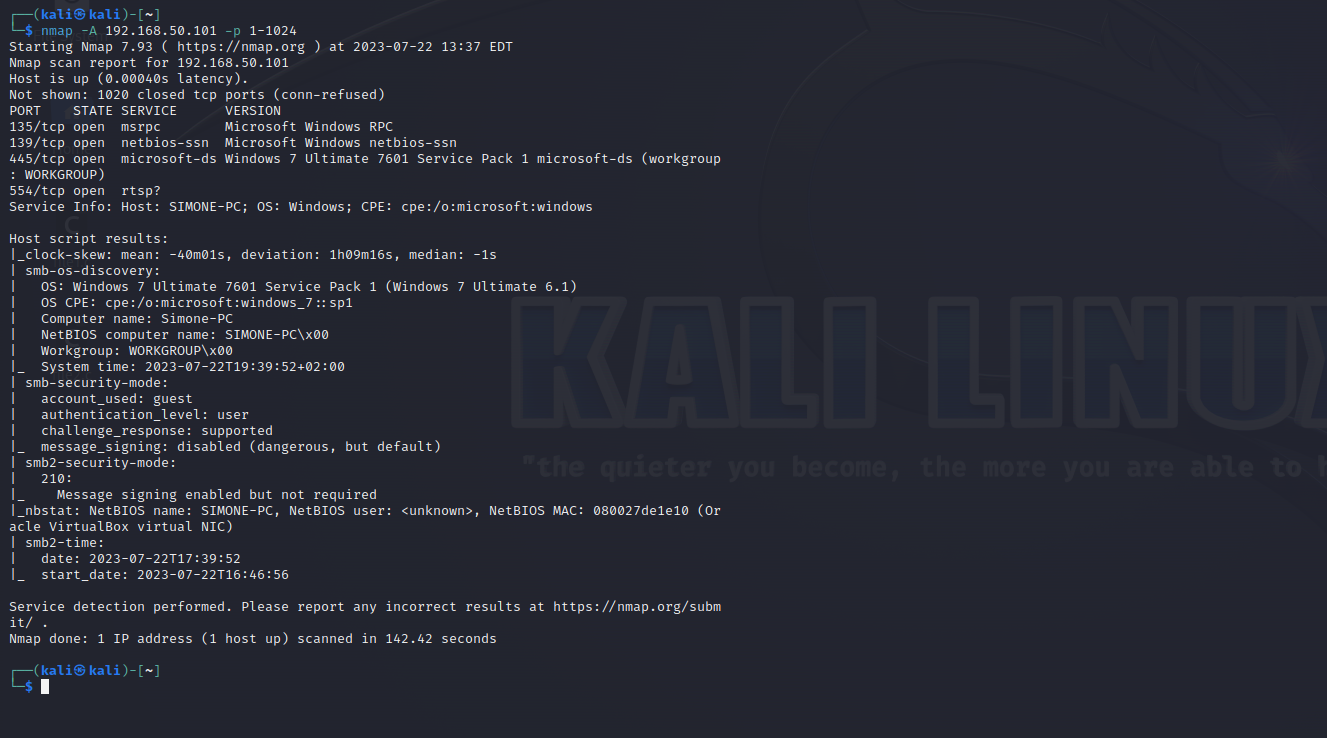 ┌──(kali㉿kali)-[~]
└─$ nmap -A 192.168.50.101 -p 1-1024
Starting Nmap 7.93 ( https://nmap.org ) at 2023-07-22 13:37 EDT
Nmap scan report for 192.168.50.101
Host is up (0.00040s latency).
Not shown: 1020 closed tcp ports (conn-refused)
PORT    STATE SERVICE      VERSION
135/tcp open  msrpc        Microsoft Windows RPC
139/tcp open  netbios-ssn  Microsoft Windows netbios-ssn
445/tcp open  microsoft-ds Windows 7 Ultimate 7601 Service Pack 1 microsoft-ds (workgroup
: WORKGROUP)
554/tcp open  rtsp?
Service Info: Host: SIMONE-PC; OS: Windows; CPE: cpe:/o:microsoft:windows

Host script results:
|_clock-skew: mean: -40m01s, deviation: 1h09m16s, median: -1s
| smb-os-discovery:
|   OS: Windows 7 Ultimate 7601 Service Pack 1 (Windows 7 Ultimate 6.1)
|   OS CPE: cpe:/o:microsoft:windows_7::sp1
|   Computer name: Simone-PC
|   NetBIOS computer name: SIMONE-PC\x00
|   Workgroup: WORKGROUP\x00
|_  System time: 2023-07-22T19:39:52+02:00
| smb-security-mode:
|   account_used: guest
|   authentication_level: user
|   challenge_response: supported
|_  message_signing: disabled (dangerous, but default)
| smb2-security-mode:
|   210:
|_    Message signing enabled but not required
|_nbstat: NetBIOS name: SIMONE-PC, NetBIOS user: <unknown>, NetBIOS MAC: 080027de1e10 (Or
acle VirtualBox virtual NIC)
| smb2-time:
|   date: 2023-07-22T17:39:52
|_  start_date: 2023-07-22T16:46:56

Service detection performed. Please report any incorrect results at https://nmap.org/subm
it/ .
Nmap done: 1 IP address (1 host up) scanned in 142.42 seconds

┌──(kali㉿kali)-[~]
└─$
KALI LINUX
"the quieter you become, the more you are able to